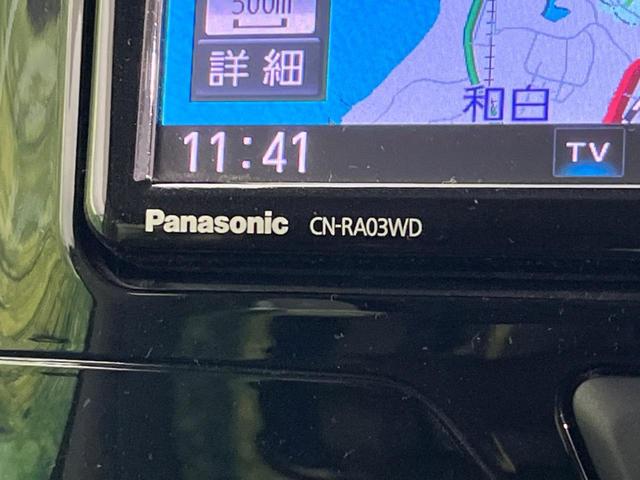 500m
詳細
和白
11:41
TV
Panasonic CN-RA03WD